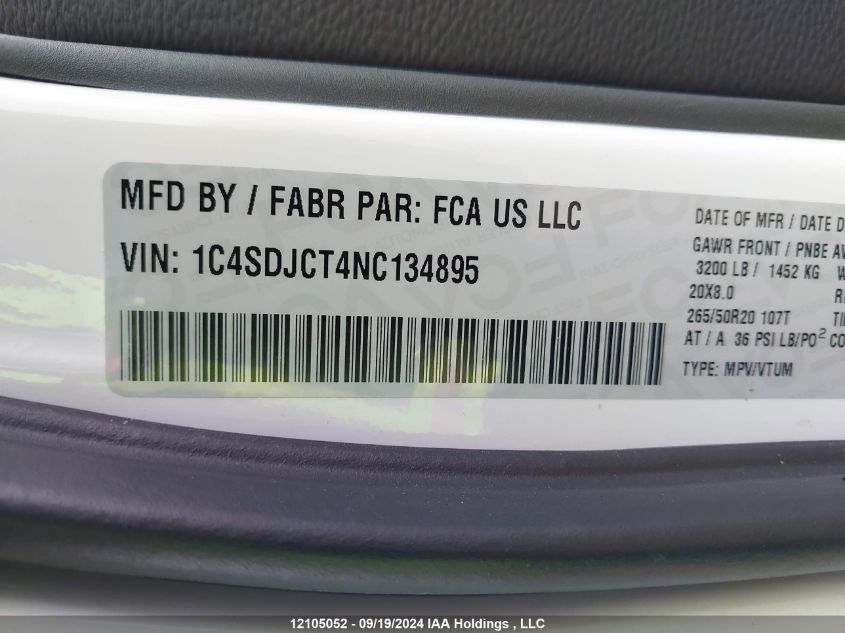 MFD BY / FABR PAR: FCA US LLC
VIN: 1C4SDJCT4NC134895
DATE OF MFR / DATE D
GAWR FRONT / PNBE AV
3200 LB / 1452 KG W
20X8.0 RI
265/50R20 107T TI
AT / A 36 PSI LB/PO² CO
TYPE: MPV/VTUM
12105052 - 09/19/2024 IAA Holdings , LLC